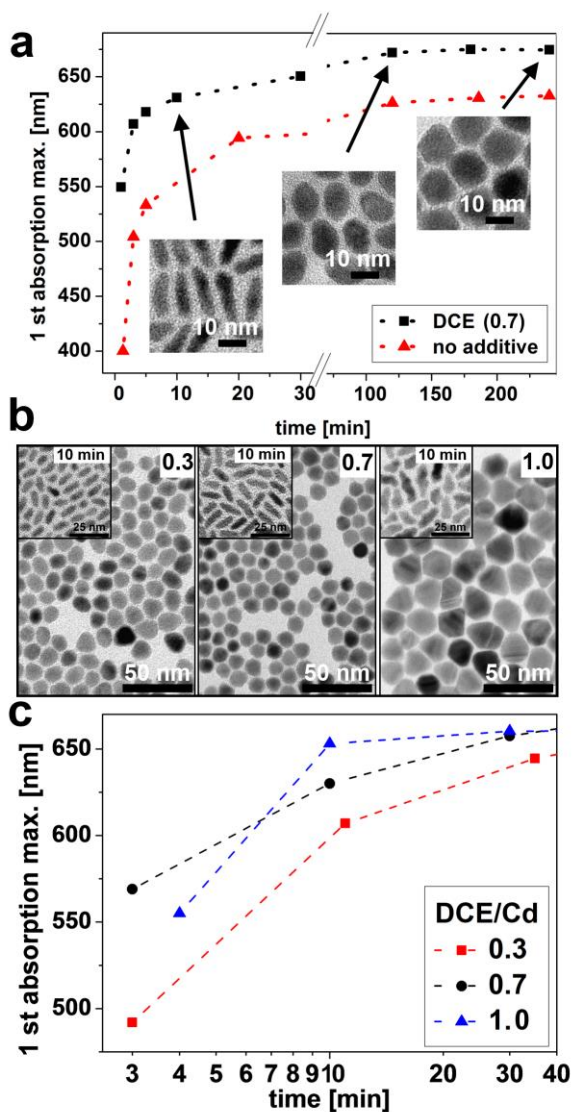 a
1 st absorption max. [nm]
650
600
550
500
450
400
10 nm
10 nm
10 nm
DCE (0.7)
no additive
0 10 20 30 100 150 200
time [min]
b
10 min 0.3 10 min 0.7 10 min 1.0
25 nm 25 nm 25 nm
50 nm 50 nm 50 nm
c
1 st absorption max. [nm]
650
600
550
500
DCE/Cd
0.3
0.7
1.0
3 4 5 6 7 8 9 10 20 30 40
time [min]